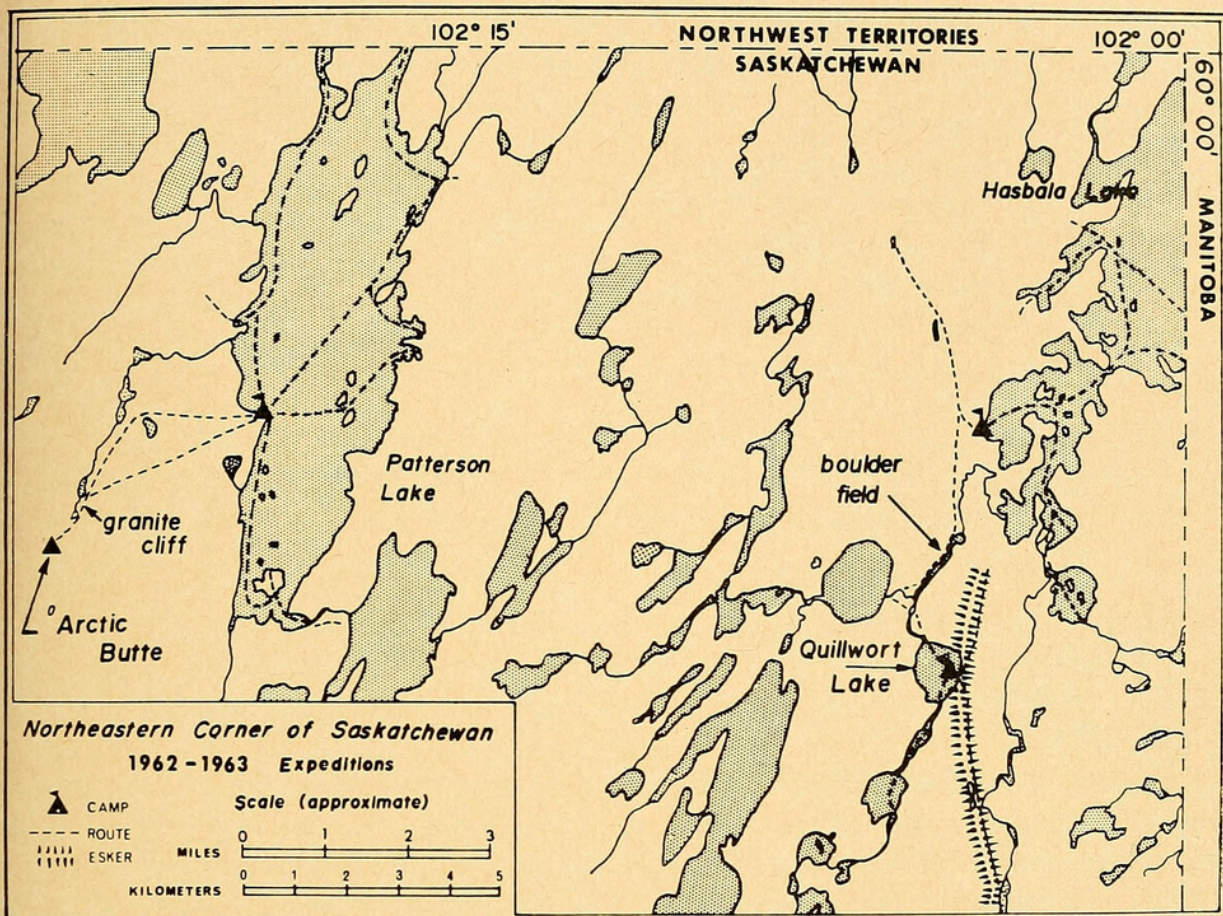 102° 15'
NORTHWEST TERRITORIES
SASKATCHEWAN
102° 00'
60° 00'
MANITOBA
Hasbala Lake
Patterson
Lake
boulder
field
granite
cliff
Arctic
Butte
Quillwort
Lake
Northeastern Corner of Saskatchewan
1962-1963 Expeditions
CAMP
ROUTE
ESKER
Scale (approximate)
0 1 2 3
MILES
0 1 2 3 4 5
KILOMETERS